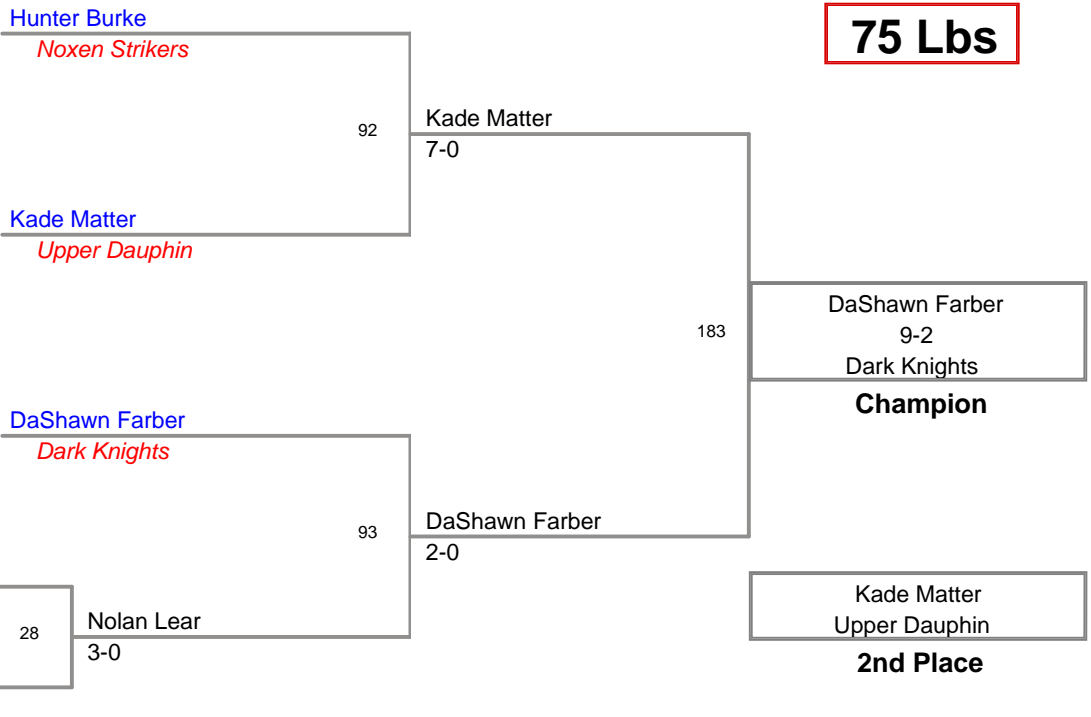 Hunter Burke
75 Lbs
Noxen Strikers
92
Kade Matter
7-0
Kade Matter
Upper Dauphin
183
DaShawn Farber
9-2
Dark Knights
Champion
DaShawn Farber
Dark Knights
93
DaShawn Farber
2-0
28
Nolan Lear
3-0
Kade Matter
Upper Dauphin
2nd Place